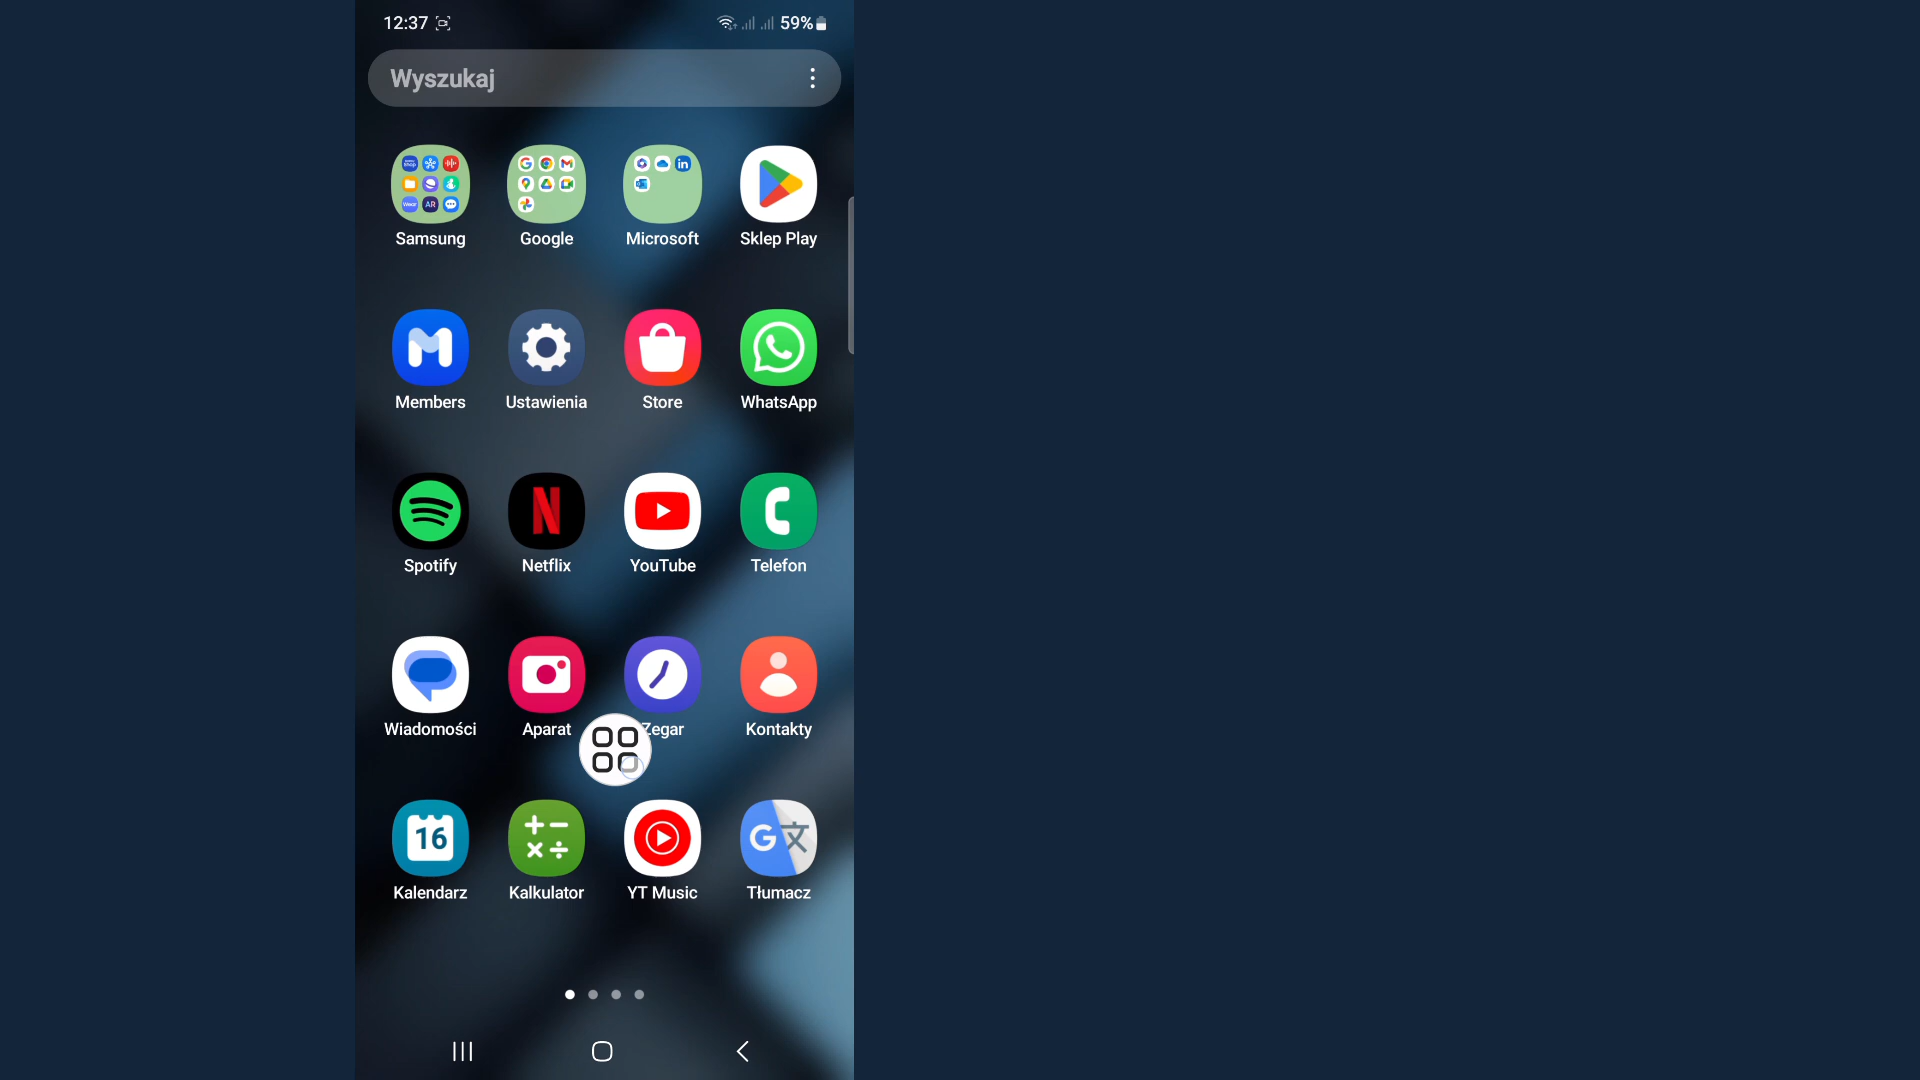 12:37 59%
Wyszukaj
Samsung Google Microsoft Sklep Play
Members Ustawienia Store WhatsApp
Spotify Netflix YouTube Telefon
Wiadomości Aparat Zegar Kontakty
16
Kalendarz Kalkulator YT Music Tłumacz